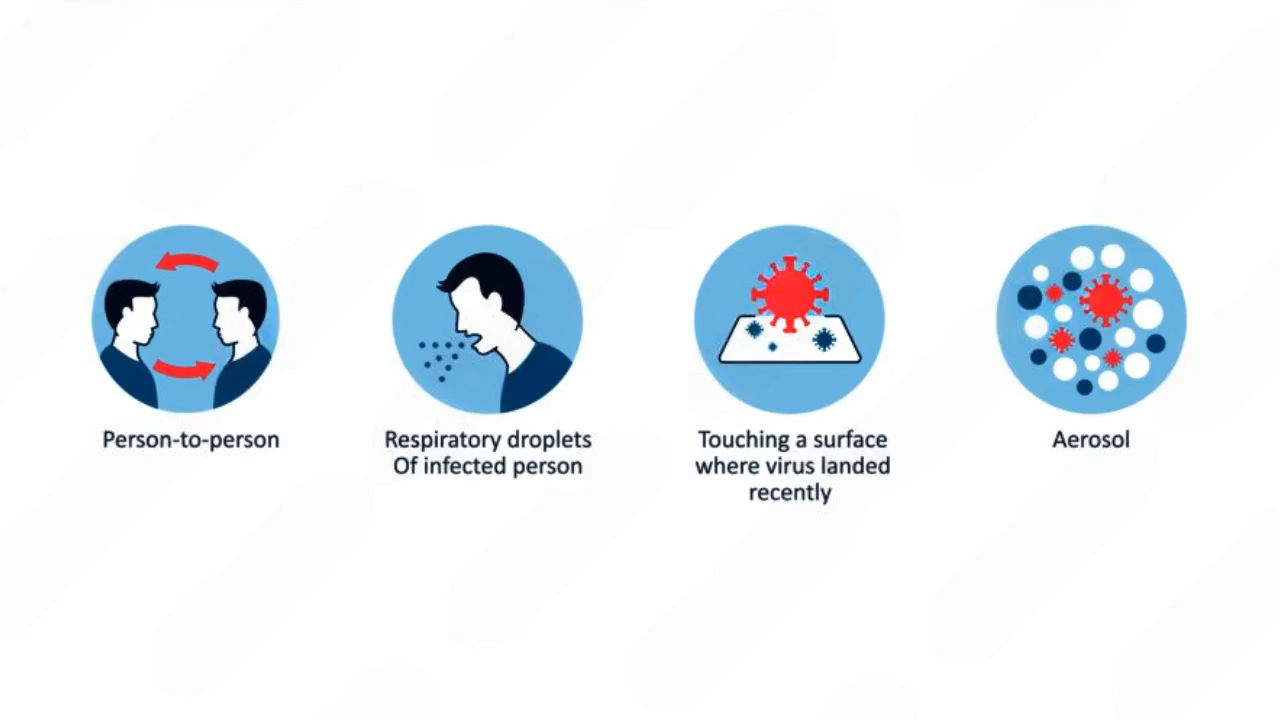 Person-to-person
Respiratory droplets
Of infected person
Touching a surface
where virus landed
recently
Aerosol